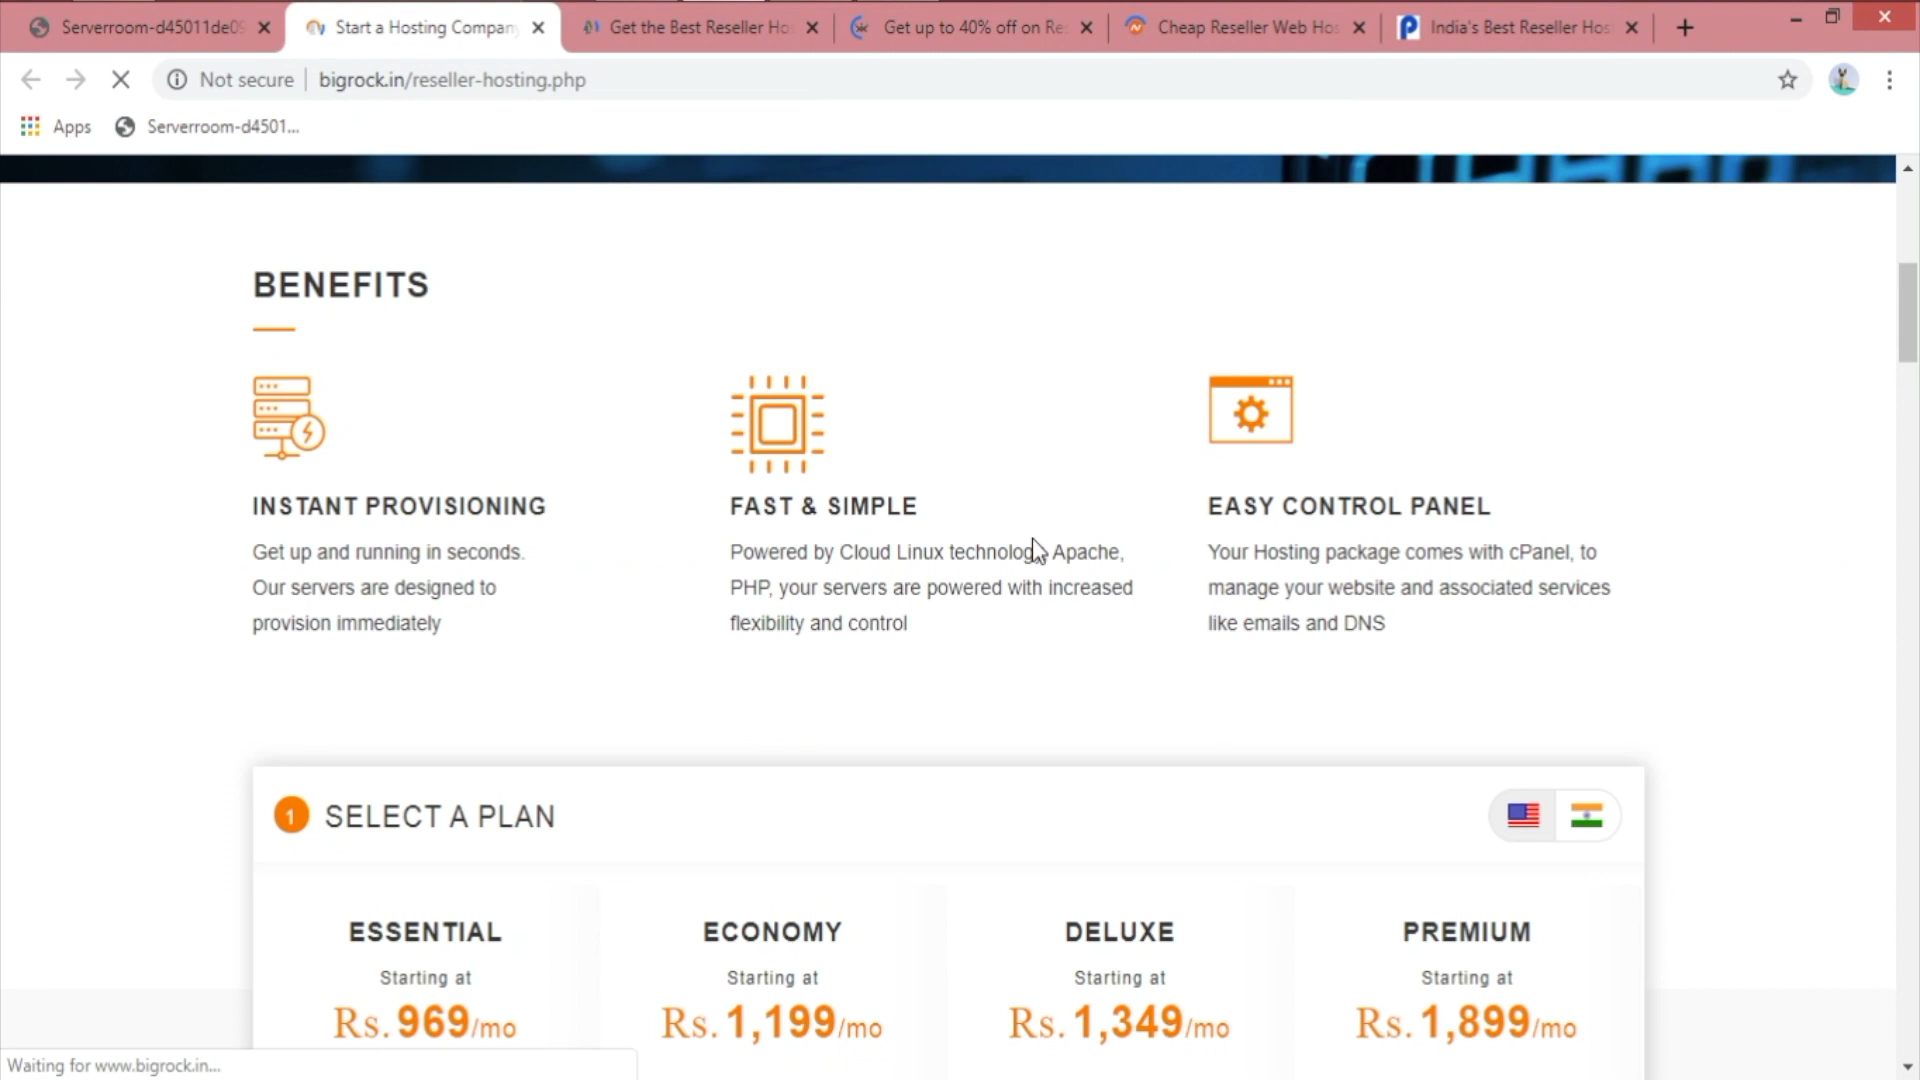 Serverroom-d45011de09
Start a Hosting Company
Get the Best Reseller Hos
Get up to 40% off on Res
Cheap Reseller Web Hos
India's Best Reseller Hos
Not secure
bigrock.in/reseller-hosting.php
Apps
Serverroom-d4501...
BENEFITS
INSTANT PROVISIONING
Get up and running in seconds.
Our servers are designed to
provision immediately
FAST & SIMPLE
Powered by Cloud Linux technology Apache,
PHP, your servers are powered with increased
flexibility and control
EASY CONTROL PANEL
Your Hosting package comes with cPanel, to
manage your website and associated services
like emails and DNS
1 SELECT A PLAN
ESSENTIAL
Starting at
Rs. 969/mo
ECONOMY
Starting at
Rs. 1,199/mo
DELUXE
Starting at
Rs. 1,349/mo
PREMIUM
Starting at
Rs. 1,899/mo
Waiting for www.bigrock.in...